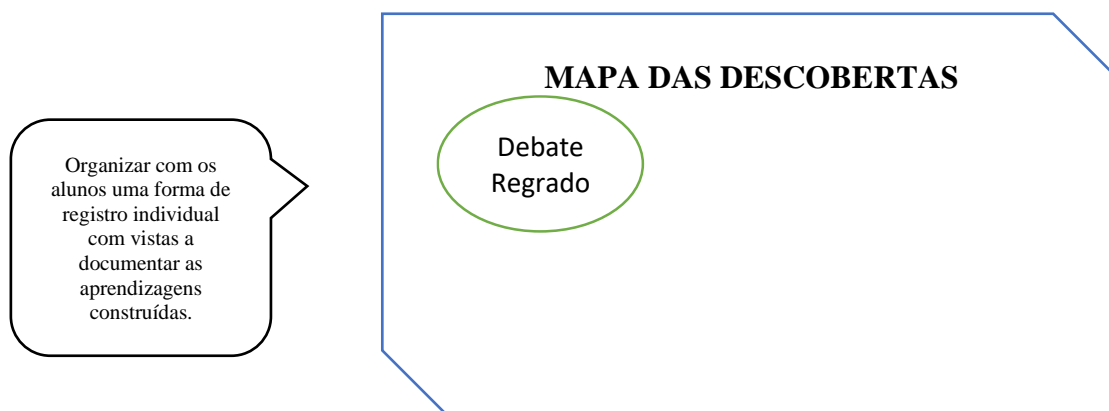 MAPA DAS DESCOBERTAS
Debate
Regrado
Organizar com os
alunos uma forma de
registro individual
com vistas a
documentar as
aprendizagens
construídas.